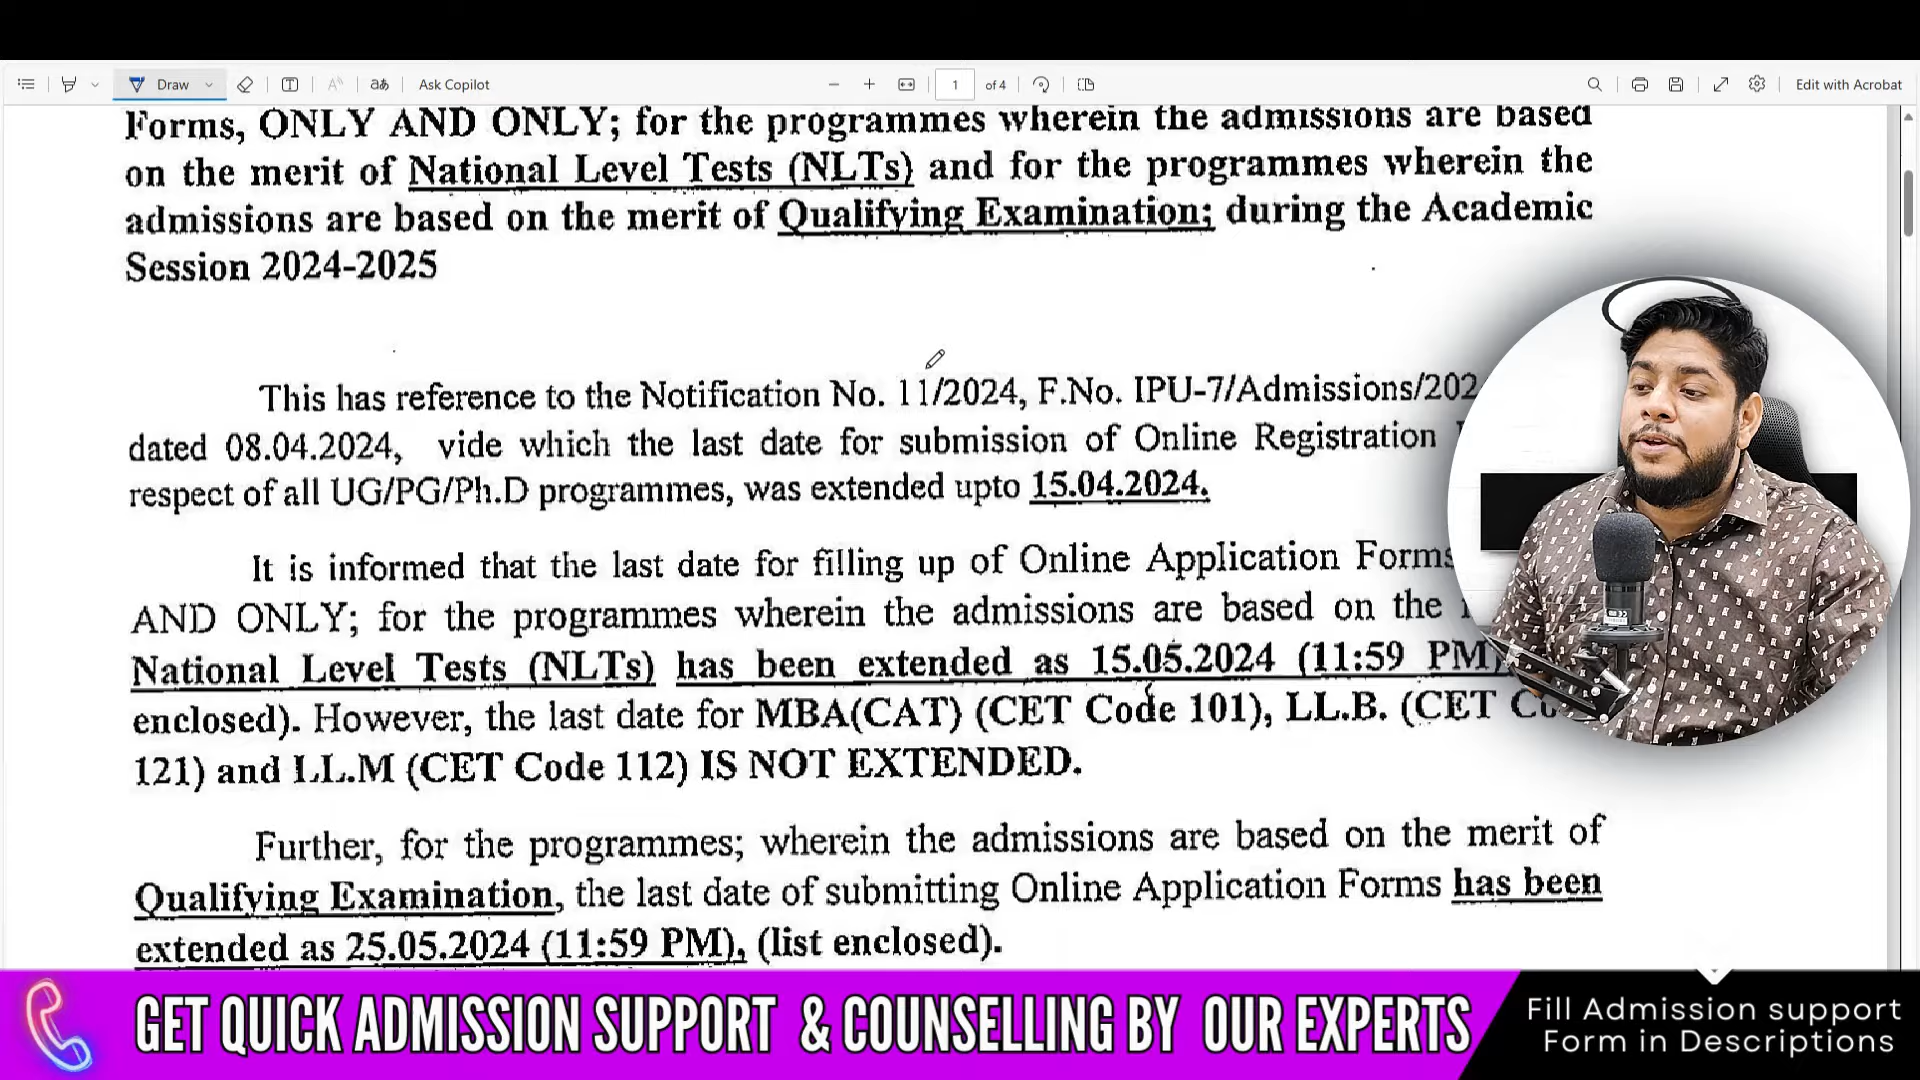 Draw
Ask Copilot
1 of 4
Edit with Acrobat
Forms, ONLY AND ONLY; for the programmes wherein the admissions are based
on the merit of National Level Tests (NLTs) and for the programmes wherein the
admissions are based on the merit of Qualifying Examination; during the Academic
Session 2024-2025
This has reference to the Notification No. 11/2024, F.No. IPU-7/Admissions/202
dated 08.04.2024, vide which the last date for submission of Online Registration
respect of all UG/PG/Ph.D programmes, was extended upto 15.04.2024.
It is informed that the last date for filling up of Online Application Forms
AND ONLY; for the programmes wherein the admissions are based on the
National Level Tests (NLTs) has been extended as 15.05.2024 (11:59 PM)
enclosed). However, the last date for MBA(CAT) (CET Code 101), LL.B. (CET
121) and LL.M (CET Code 112) IS NOT EXTENDED.
Further, for the programmes; wherein the admissions are based on the merit of
Qualifying Examination, the last date of submitting Online Application Forms has been
extended as 25.05.2024 (11:59 PM), (list enclosed).
GET QUICK ADMISSION SUPPORT & COUNSELLING BY OUR EXPERTS
Fill Admission support
Form in Descriptions